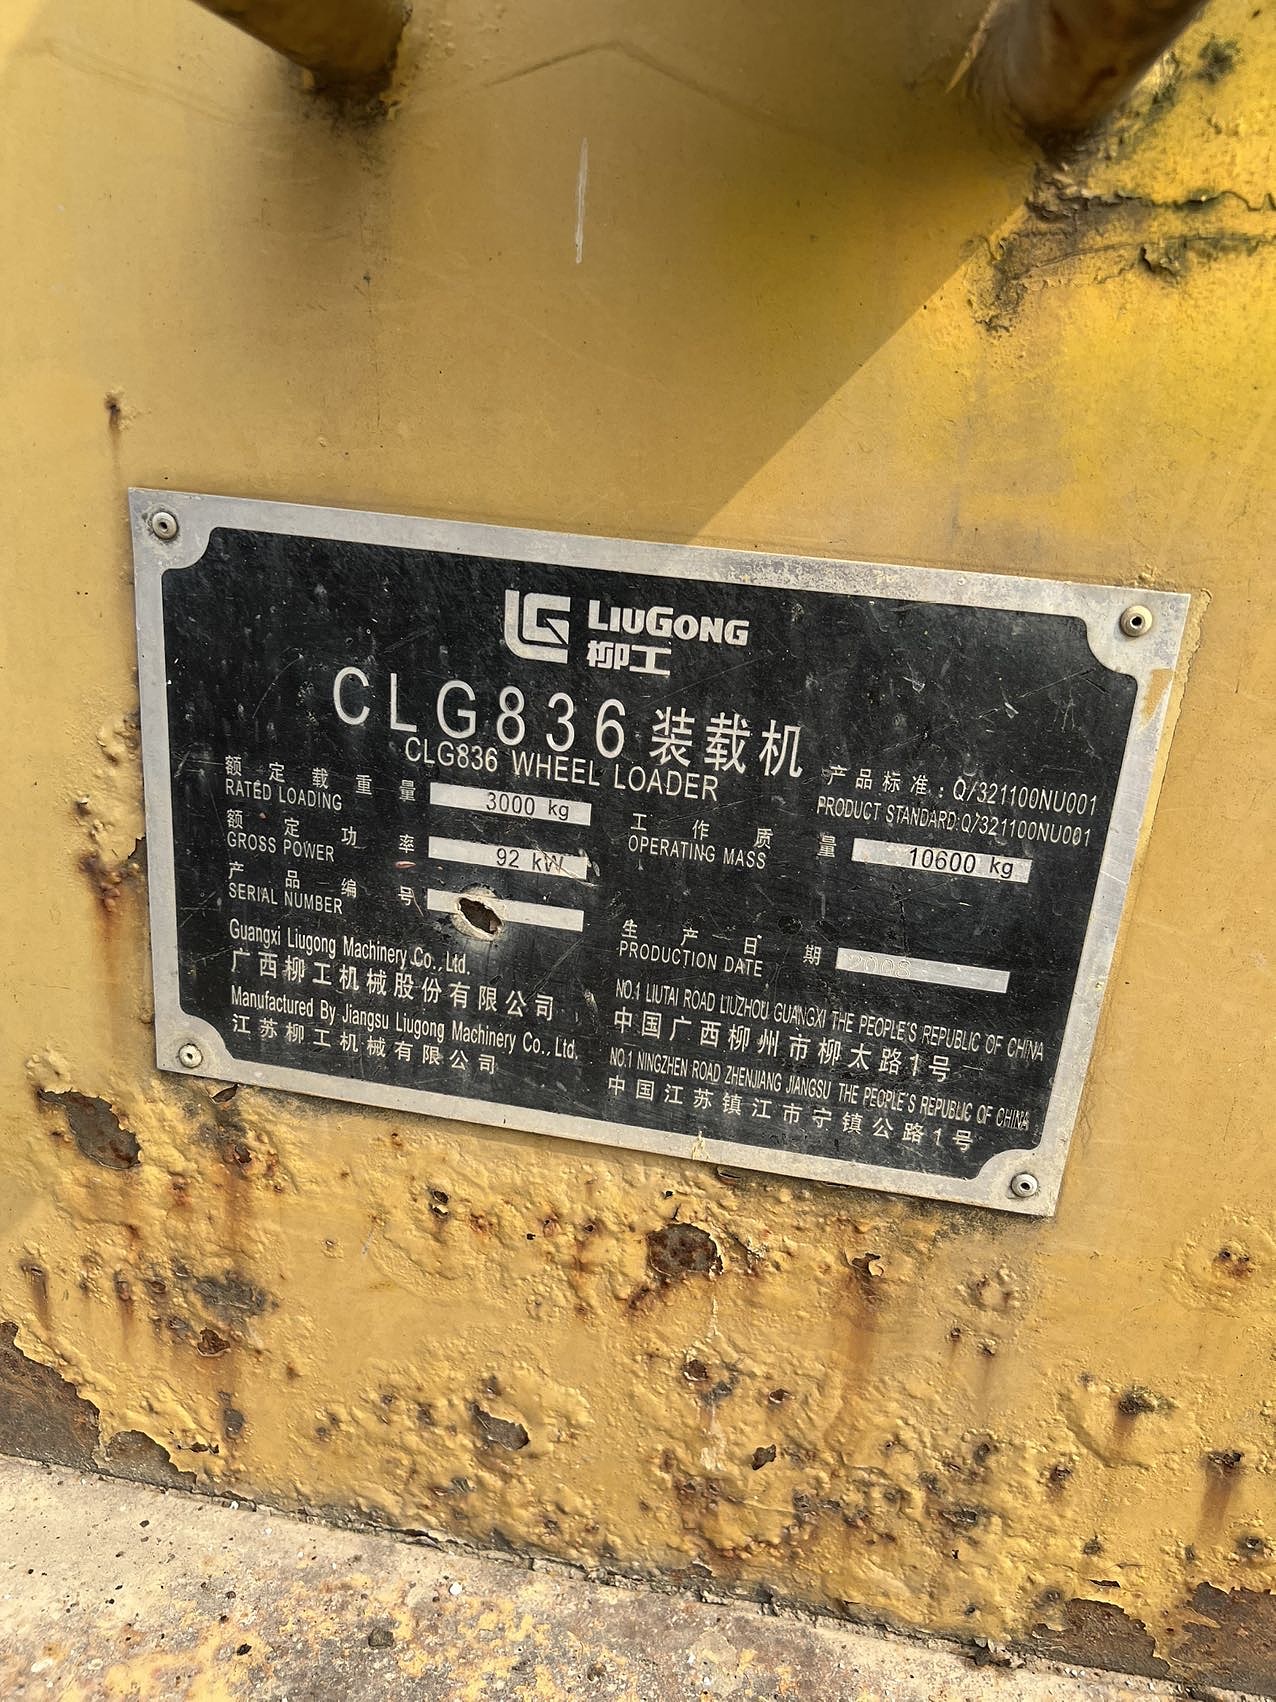 LIUGONG
柳工
CLG836 装载机
CLG836 WHEEL LOADER
产品标准：Q/321100NU001
PRODUCT STANDARD:Q/321100NU001
额定载重量 3000 kg
RATED LOADING
额定功率 92 kW
GROSS POWER
工作质量 10600 kg
OPERATING MASS
产品编号
SERIAL NUMBER
生产日期 2008
PRODUCTION DATE
Guangxi Liugong Machinery Co., Ltd.
广西柳工机械股份有限公司
Manufactured By Jiangsu Liugong Machinery Co., Ltd.
江苏柳工机械有限公司
NO.1 LIUTAI ROAD LIUZHOU GUANGXI THE PEOPLE'S REPUBLIC OF CHINA
中国广西柳州市柳太路1号
NO.1 NINGZHEN ROAD ZHENJIANG JIANGSU THE PEOPLE'S REPUBLIC OF CHINA
中国江苏镇江市宁镇公路1号